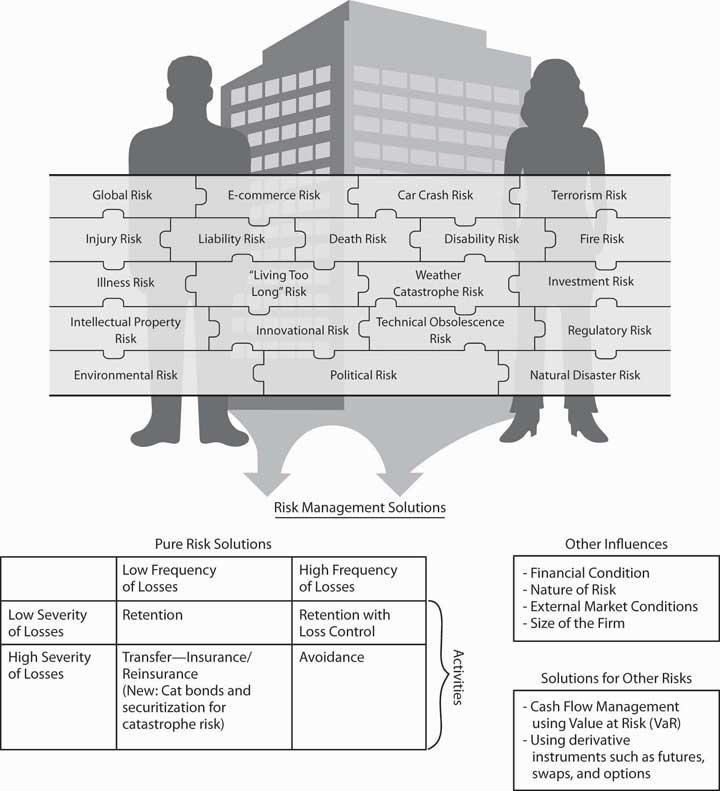 Global Risk
E-commerce Risk
Car Crash Risk
Terrorism Risk
Injury Risk
Liability Risk
Death Risk
Disability Risk
Fire Risk
Illness Risk
“Living Too
Long” Risk
Weather
Catastrophe Risk
Investment Risk
Intellectual Property
Risk
Innovational Risk
Technical Obsolescence
Risk
Regulatory Risk
Environmental Risk
Political Risk
Natural Disaster Risk
Risk Management Solutions
Pure Risk Solutions
Low Frequency
of Losses
High Frequency
of Losses
Low Severity
of Losses
Retention
Retention with
Loss Control
High Severity
of Losses
Transfer—Insurance/
Reinsurance
(New: Cat bonds and
securitization for
catastrophe risk)
Avoidance
Activities
Other Influences
- Financial Condition
- Nature of Risk
- External Market Conditions
- Size of the Firm
Solutions for Other Risks
- Cash Flow Management
using Value at Risk (VaR)
- Using derivative
instruments such as futures,
swaps, and options